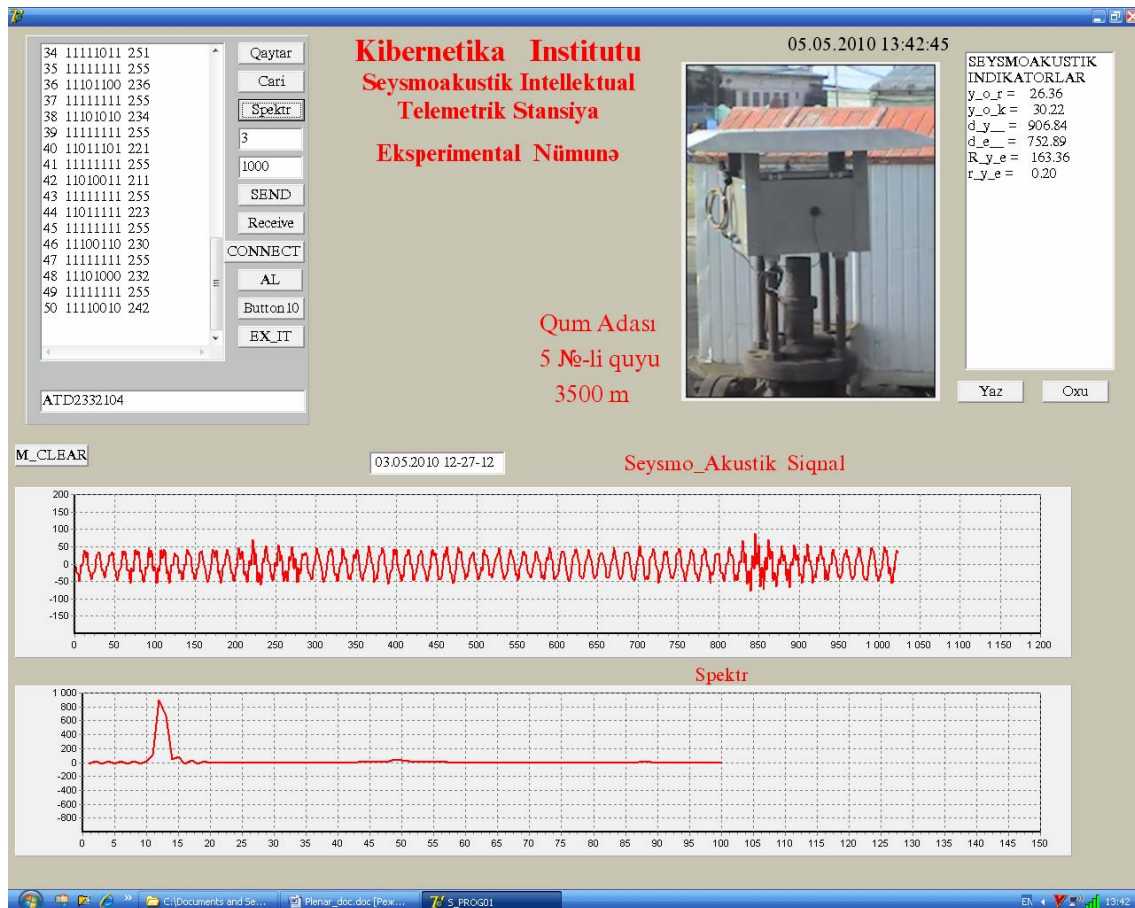 34 11111011 251
35 11111111 255
36 11101100 236
37 11111111 255
38 11101010 234
39 11111111 255
40 11011101 221
41 11111111 255
42 11010011 211
43 11111111 255
44 11011111 223
45 11111111 255
46 11100110 230
47 11111111 255
48 11101000 232
49 11111111 255
50 11110010 242
ATD2332104
Qaytar
Cari
Spektr
3
1000
SEND
Receive
CONNECT
AL
Button10
EX_IT
Kibernetika Institutu
Seysmoakustik Intellektual
Telemetrik Stansiya
Eksperimental Nümunə
Qum Adası
5 №-li quyu
3500 m
05.05.2010 13:42:45
SEYSMOAKUSTIK
INDIKATORLAR
y_o_r = 26.36
y_o_k = 30.22
d_y__ = 906.84
d_e__ = 752.89
R_y_e = 163.36
r_y_e = 0.20
Yaz Oxu
M_CLEAR
03.05.2010 12-27-12
Seysmo_Akustik Siqnal
200
150
100
50
0
-50
-100
-150
0 50 100 150 200 250 300 350 400 450 500 550 600 650 700 750 800 850 900 950 1 000 1 050 1 100 1 150 1 200
Spektr
1 000
800
600
400
200
0
-200
-400
-600
-800
0 5 10 15 20 25 30 35 40 45 50 55 60 65 70 75 80 85 90 95 100 105 110 115 120 125 130 135 140 145 150
C:\Documents and Se... Plenar_doc.doc [Реж... S_PROG01 EN 13:42